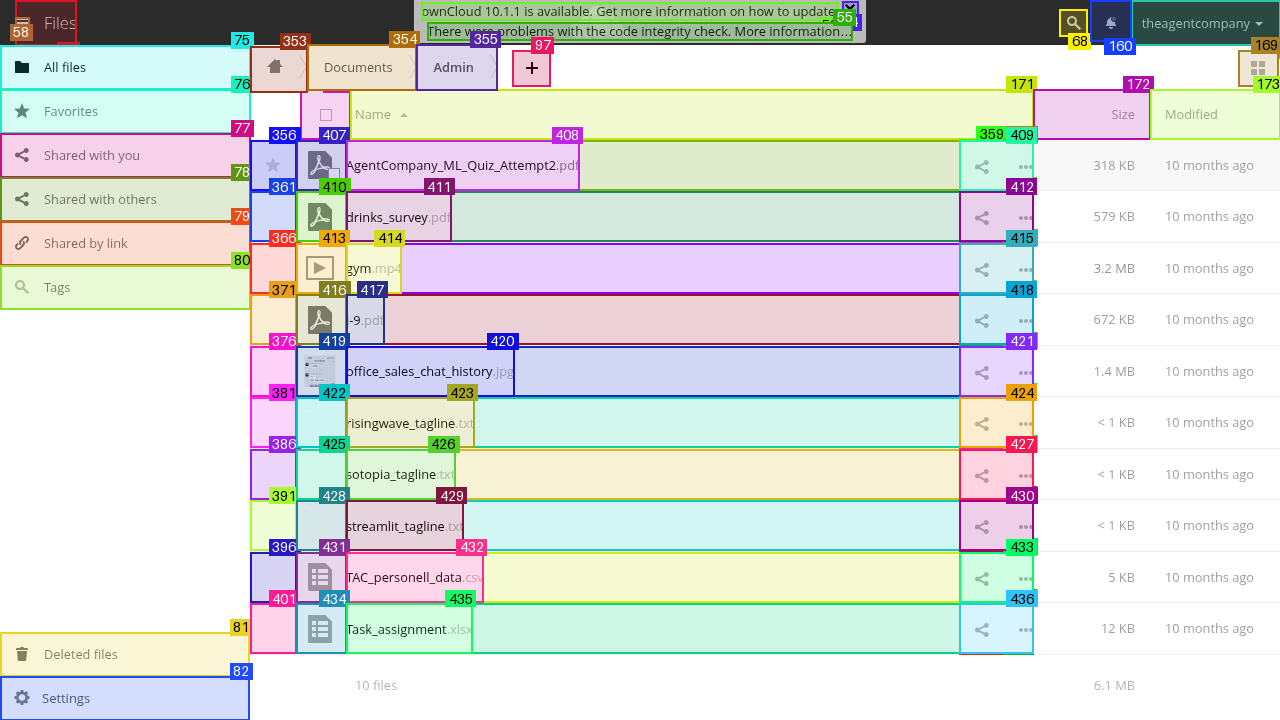 Files
ownCloud 10.1.1 is available. Get more information on how to update
There were problems with the code integrity check. More information...
theagentcompany
58
55
68
160
75
353
354
355
97
169
All files
Documents
Admin
+
76
171
172
173
Favorites
Name
Size
Modified
77
356
407
408
359
409
Shared with you
AgentCompany_ML_Quiz_Attempt2.pdf
318 KB
10 months ago
78
361
410
411
412
Shared with others
drinks_survey.pdf
579 KB
10 months ago
79
366
413
414
415
Shared by link
gym.mp4
3.2 MB
10 months ago
80
371
416
417
418
Tags
-9.pdf
672 KB
10 months ago
376
419
420
421
office_sales_chat_history.jpg
1.4 MB
10 months ago
381
422
423
424
risingwave_tagline.txt
< 1 KB
10 months ago
386
425
426
427
sotopia_tagline.txt
< 1 KB
10 months ago
391
428
429
430
streamlit_tagline.txt
< 1 KB
10 months ago
396
431
432
433
TAC_personell_data.csv
5 KB
10 months ago
401
434
435
436
Task_assignment.xlsx
12 KB
10 months ago
81
Deleted files
82
Settings
10 files
6.1 MB